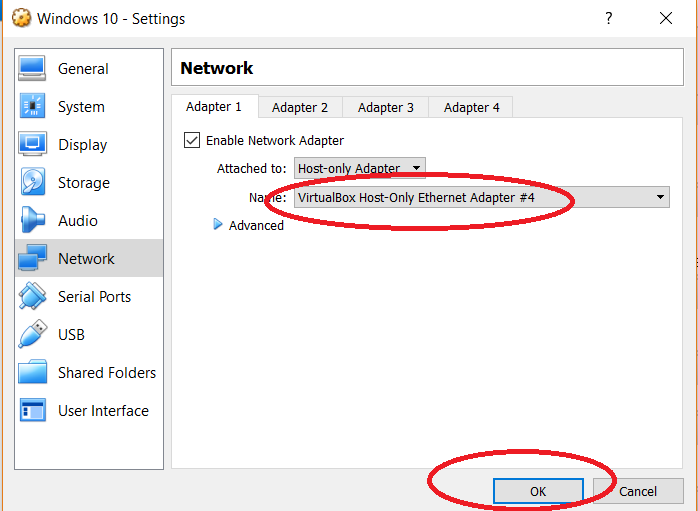 Windows 10 - Settings
?
General
System
Display
Storage
Audio
Network
Serial Ports
USB
Shared Folders
User Interface
Network
Adapter 1
Adapter 2
Adapter 3
Adapter 4
Enable Network Adapter
Attached to: Host-only Adapter
Name: VirtualBox Host-Only Ethernet Adapter #4
Advanced
OK
Cancel